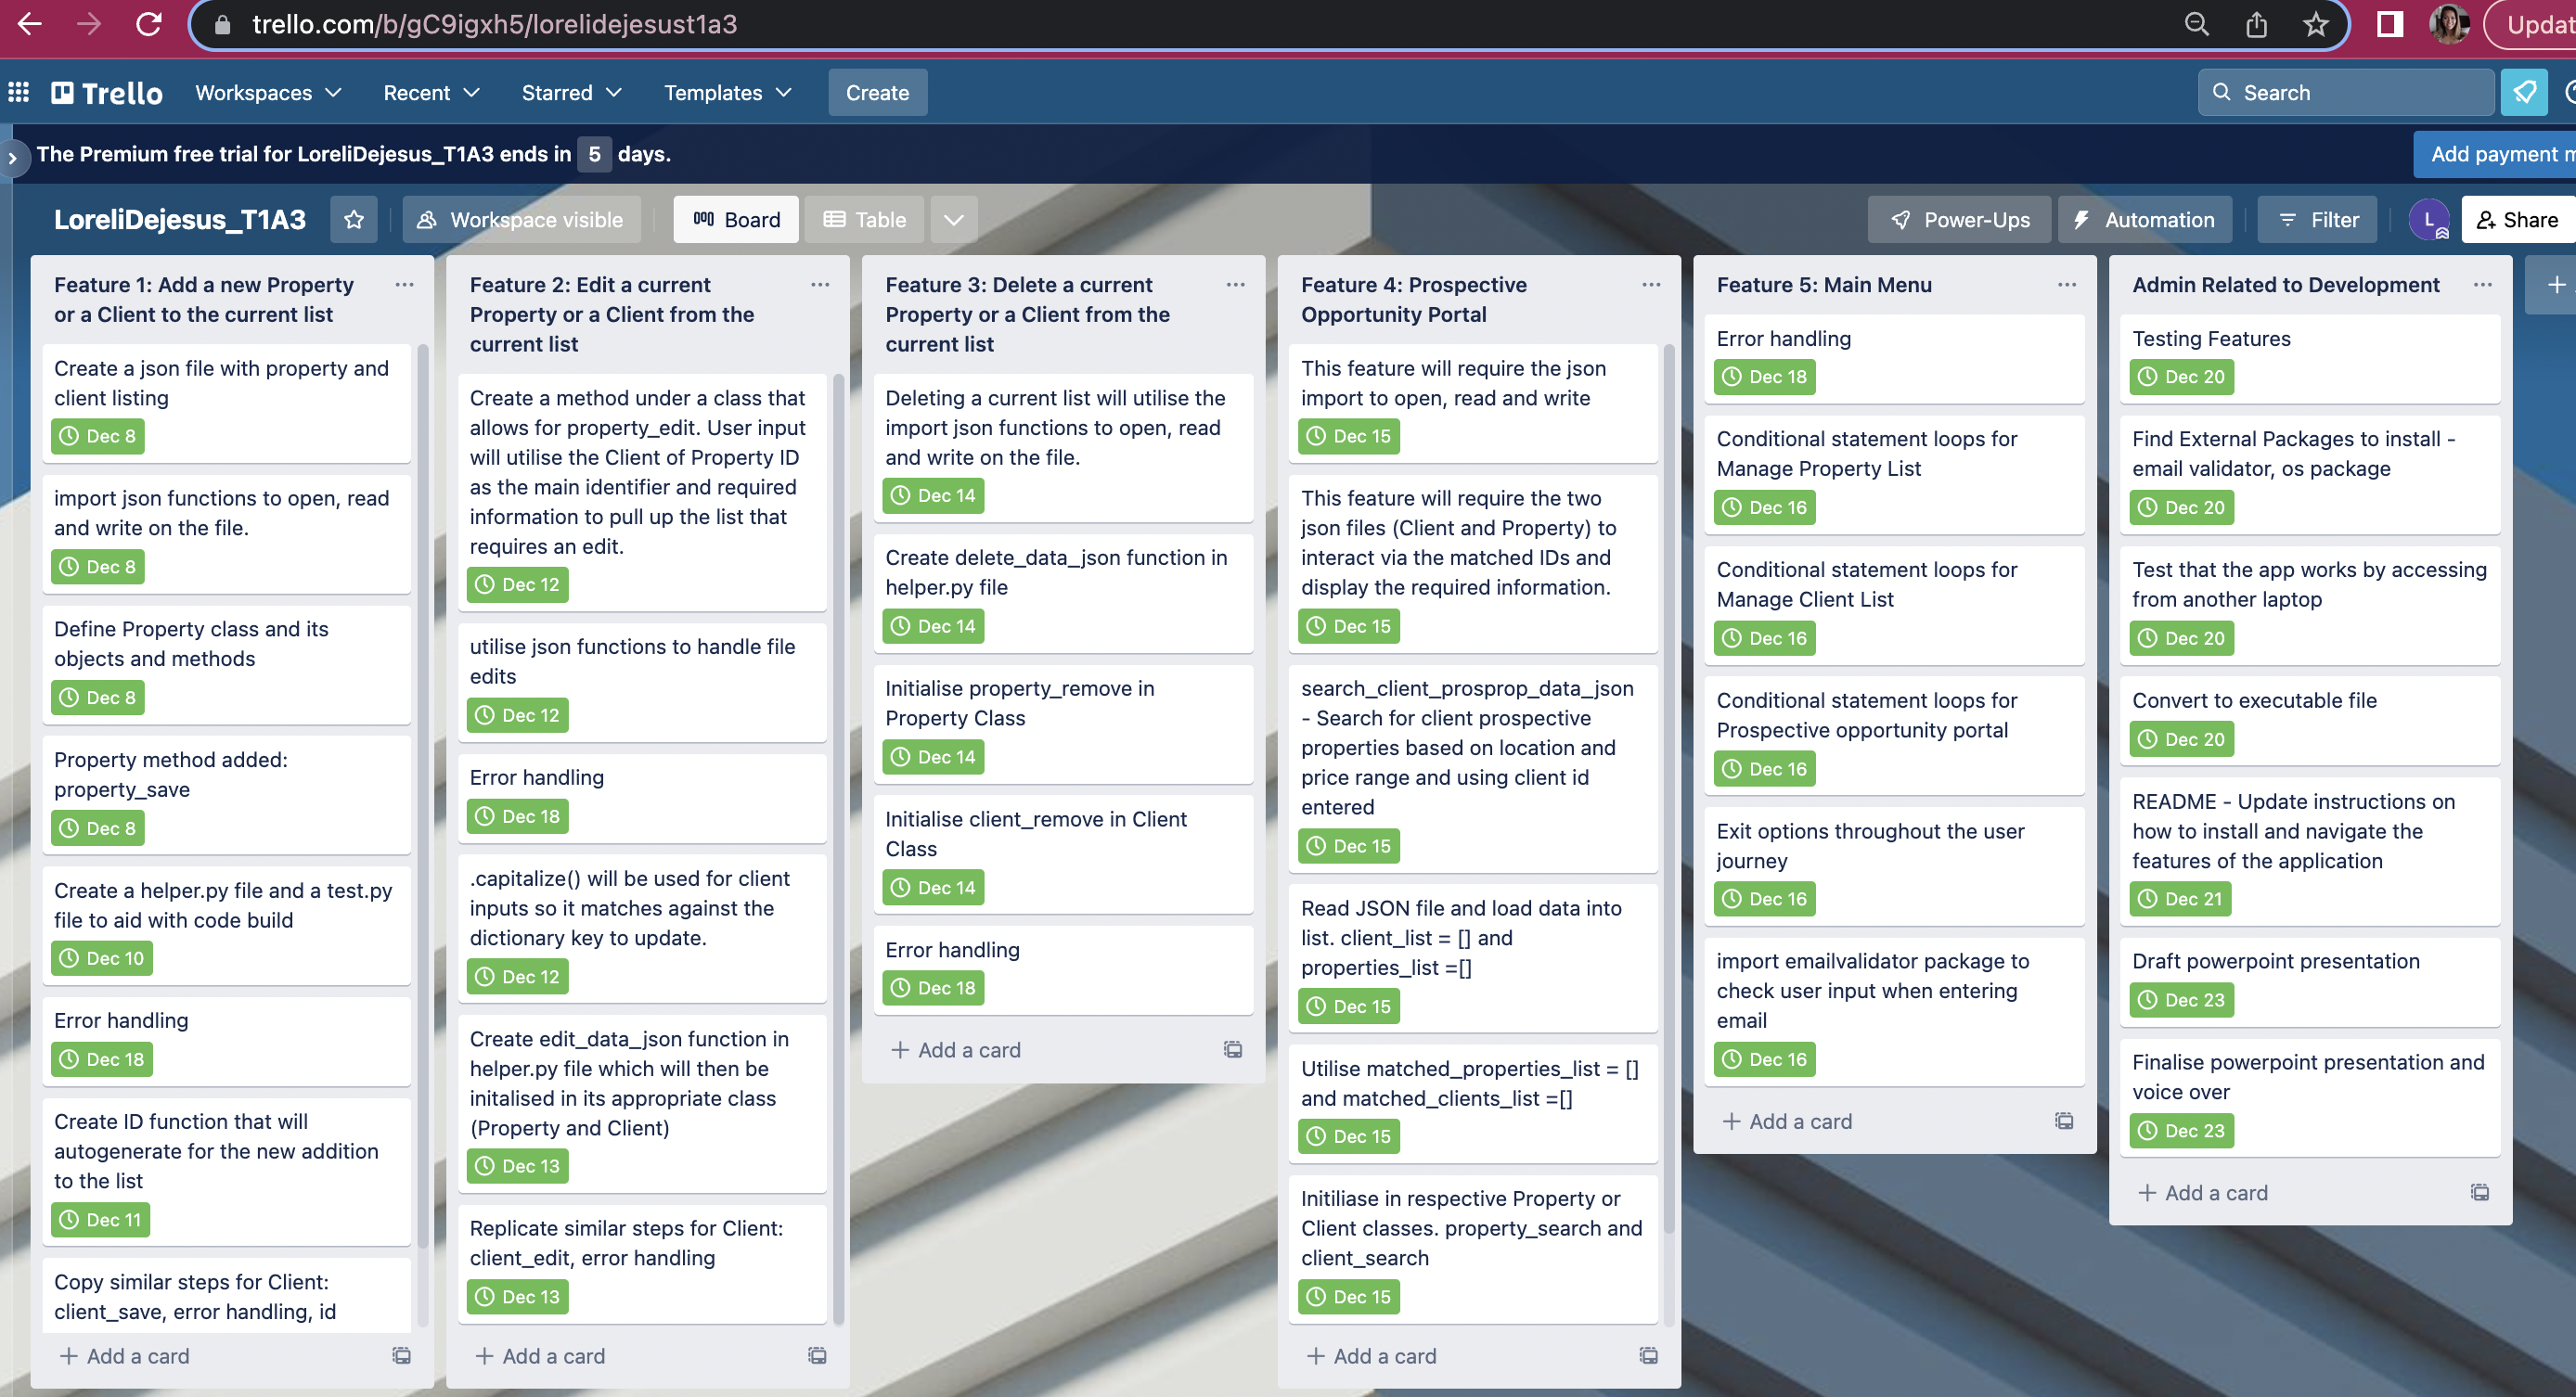 trello.com/b/gC9igxh5/lorelidejesust1a3
Updat
Trello
Workspaces
Recent
Starred
Templates
Create
Search
The Premium free trial for LoreliDejesus_T1A3 ends in 5 days.
Add payment m
LoreliDejesus_T1A3
Workspace visible
Board
Table
Power-Ups
Automation
Filter
L
Share
Feature 1: Add a new Property
or a Client to the current list
Create a json file with property and
client listing
Dec 8
import json functions to open, read
and write on the file.
Dec 8
Define Property class and its
objects and methods
Dec 8
Property method added:
property_save
Dec 8
Create a helper.py file and a test.py
file to aid with code build
Dec 10
Error handling
Dec 18
Create ID function that will
autogenerate for the new addition
to the list
Dec 11
Copy similar steps for Client:
client_save, error handling, id
+ Add a card
Feature 2: Edit a current
Property or a Client from the
current list
Create a method under a class that
allows for property_edit. User input
will utilise the Client of Property ID
as the main identifier and required
information to pull up the list that
requires an edit.
Dec 12
utilise json functions to handle file
edits
Dec 12
Error handling
Dec 18
.capitalize() will be used for client
inputs so it matches against the
dictionary key to update.
Dec 12
Create edit_data_json function in
helper.py file which will then be
initalised in its appropriate class
(Property and Client)
Dec 13
Replicate similar steps for Client:
client_edit, error handling
Dec 13
+ Add a card
Feature 3: Delete a current
Property or a Client from the
current list
Deleting a current list will utilise the
import json functions to open, read
and write on the file.
Dec 14
Create delete_data_json function in
helper.py file
Dec 14
Initialise property_remove in
Property Class
Dec 14
Initialise client_remove in Client
Class
Dec 14
Error handling
Dec 18
+ Add a card
Feature 4: Prospective
Opportunity Portal
This feature will require the json
import to open, read and write
Dec 15
This feature will require the two
json files (Client and Property) to
interact via the matched IDs and
display the required information.
Dec 15
search_client_prosprop_data_json
- Search for client prospective
properties based on location and
price range and using client id
entered
Dec 15
Read JSON file and load data into
list. client_list = [] and
properties_list =[]
Dec 15
Utilise matched_properties_list = []
and matched_clients_list =[]
Dec 15
Initiliase in respective Property or
Client classes. property_search and
client_search
Dec 15
+ Add a card
Feature 5: Main Menu
Error handling
Dec 18
Conditional statement loops for
Manage Property List
Dec 16
Conditional statement loops for
Manage Client List
Dec 16
Conditional statement loops for
Prospective opportunity portal
Dec 16
Exit options throughout the user
journey
Dec 16
import emailvalidator package to
check user input when entering
email
Dec 16
+ Add a card
Admin Related to Development
Testing Features
Dec 20
Find External Packages to install -
email validator, os package
Dec 20
Test that the app works by accessing
from another laptop
Dec 20
Convert to executable file
Dec 20
README - Update instructions on
how to install and navigate the
features of the application
Dec 21
Draft powerpoint presentation
Dec 23
Finalise powerpoint presentation and
voice over
Dec 23
+ Add a card